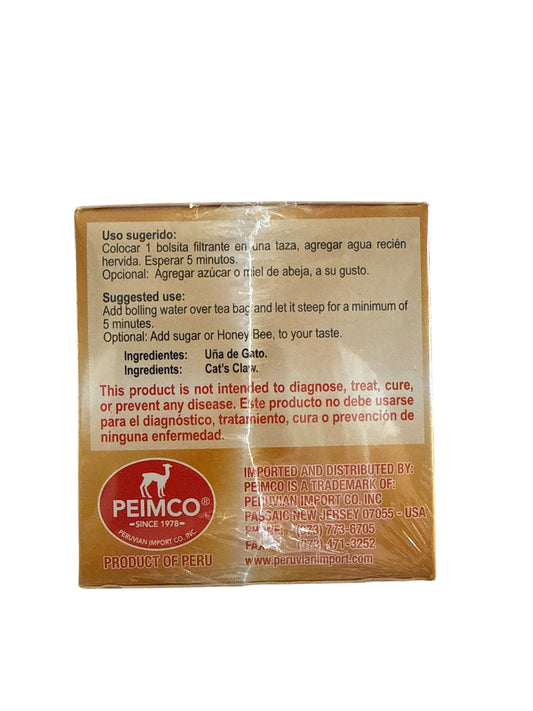 Uso sugerido:
Colocar 1 bolsita filtrante en una taza, agregar agua recién
hervida. Esperar 5 minutos.
Opcional: Agregar azúcar o miel de abeja, a su gusto.
Suggested use:
Add bolling water over tea bag and let it steep for a minimum of
5 minutes.
Optional: Add sugar or Honey Bee, to your taste.
Ingredientes: Uña de Gato.
Ingredients: Cat's Claw.
This product is not intended to diagnose, treat, cure,
or prevent any disease. Este producto no debe usarse
para el diagnóstico, tratamiento, cura o prevención de
ninguna enfermedad.
PEIMCO®
-SINCE 1978-
PERUVIAN IMPORT CO. INC.
PRODUCT OF PERU
IMPORTED AND DISTRIBUTED BY:
PEIMCO IS A TRADEMARK OF:
PERUVIAN IMPORT CO. INC
PASSAIC NEW JERSEY 07055 - USA
PHONE: (973) 773-6705
FAX: (973) 471-3252
www.peruvianimport.com